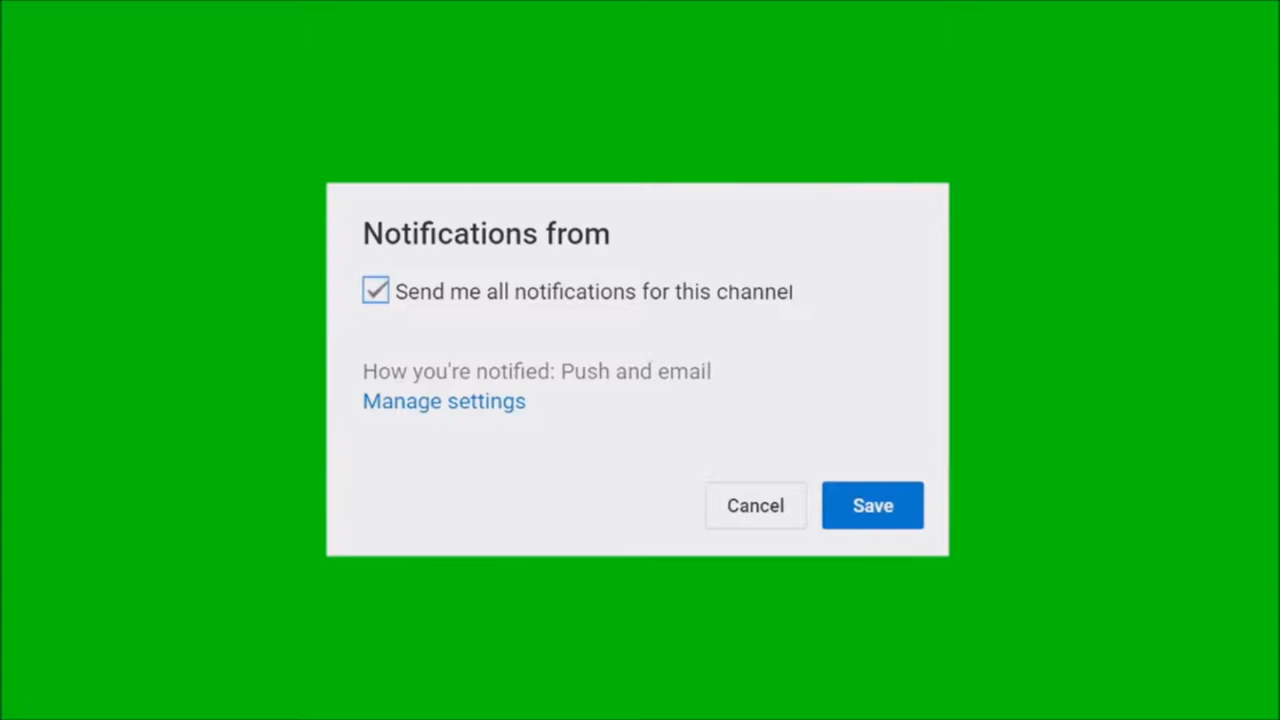 Notifications from
Send me all notifications for this channel
How you're notified: Push and email
Manage settings
Cancel
Save